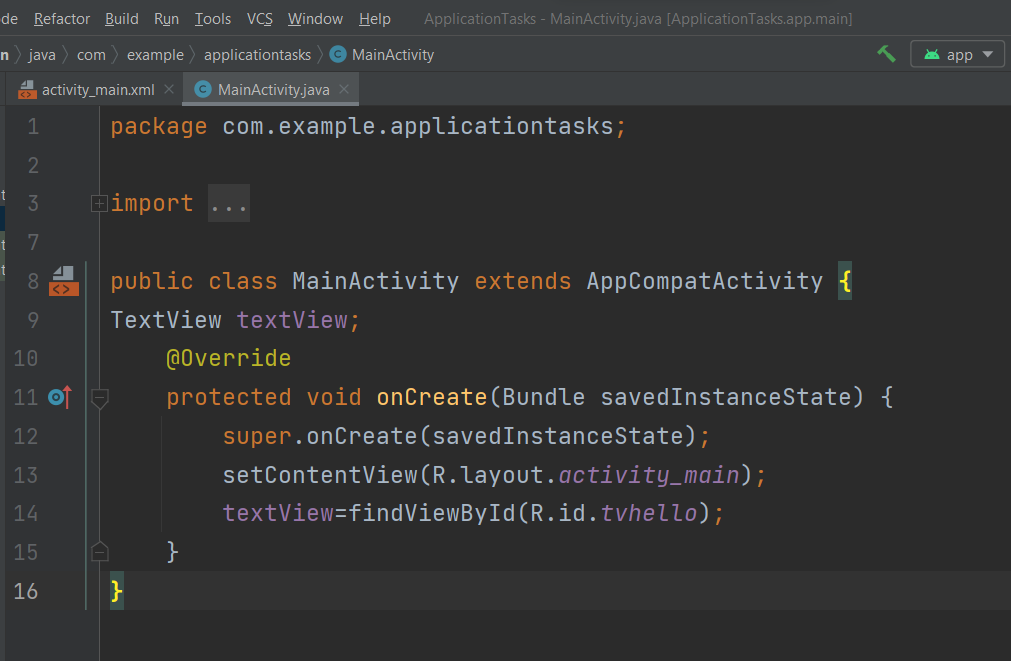 de Refactor Build Run Tools VCS Window Help ApplicationTasks - MainActivity.java [ApplicationTasks.app.main]
n java com example applicationtasks C MainActivity app
activity_main.xml C MainActivity.java
1 package com.example.applicationtasks;
2
3 import ...
7
8 public class MainActivity extends AppCompatActivity {
9 TextView textView;
10 @Override
11 protected void onCreate(Bundle savedInstanceState) {
12 super.onCreate(savedInstanceState);
13 setContentView(R.layout.activity_main);
14 textView=findViewById(R.id.tvhello);
15 }
16 }